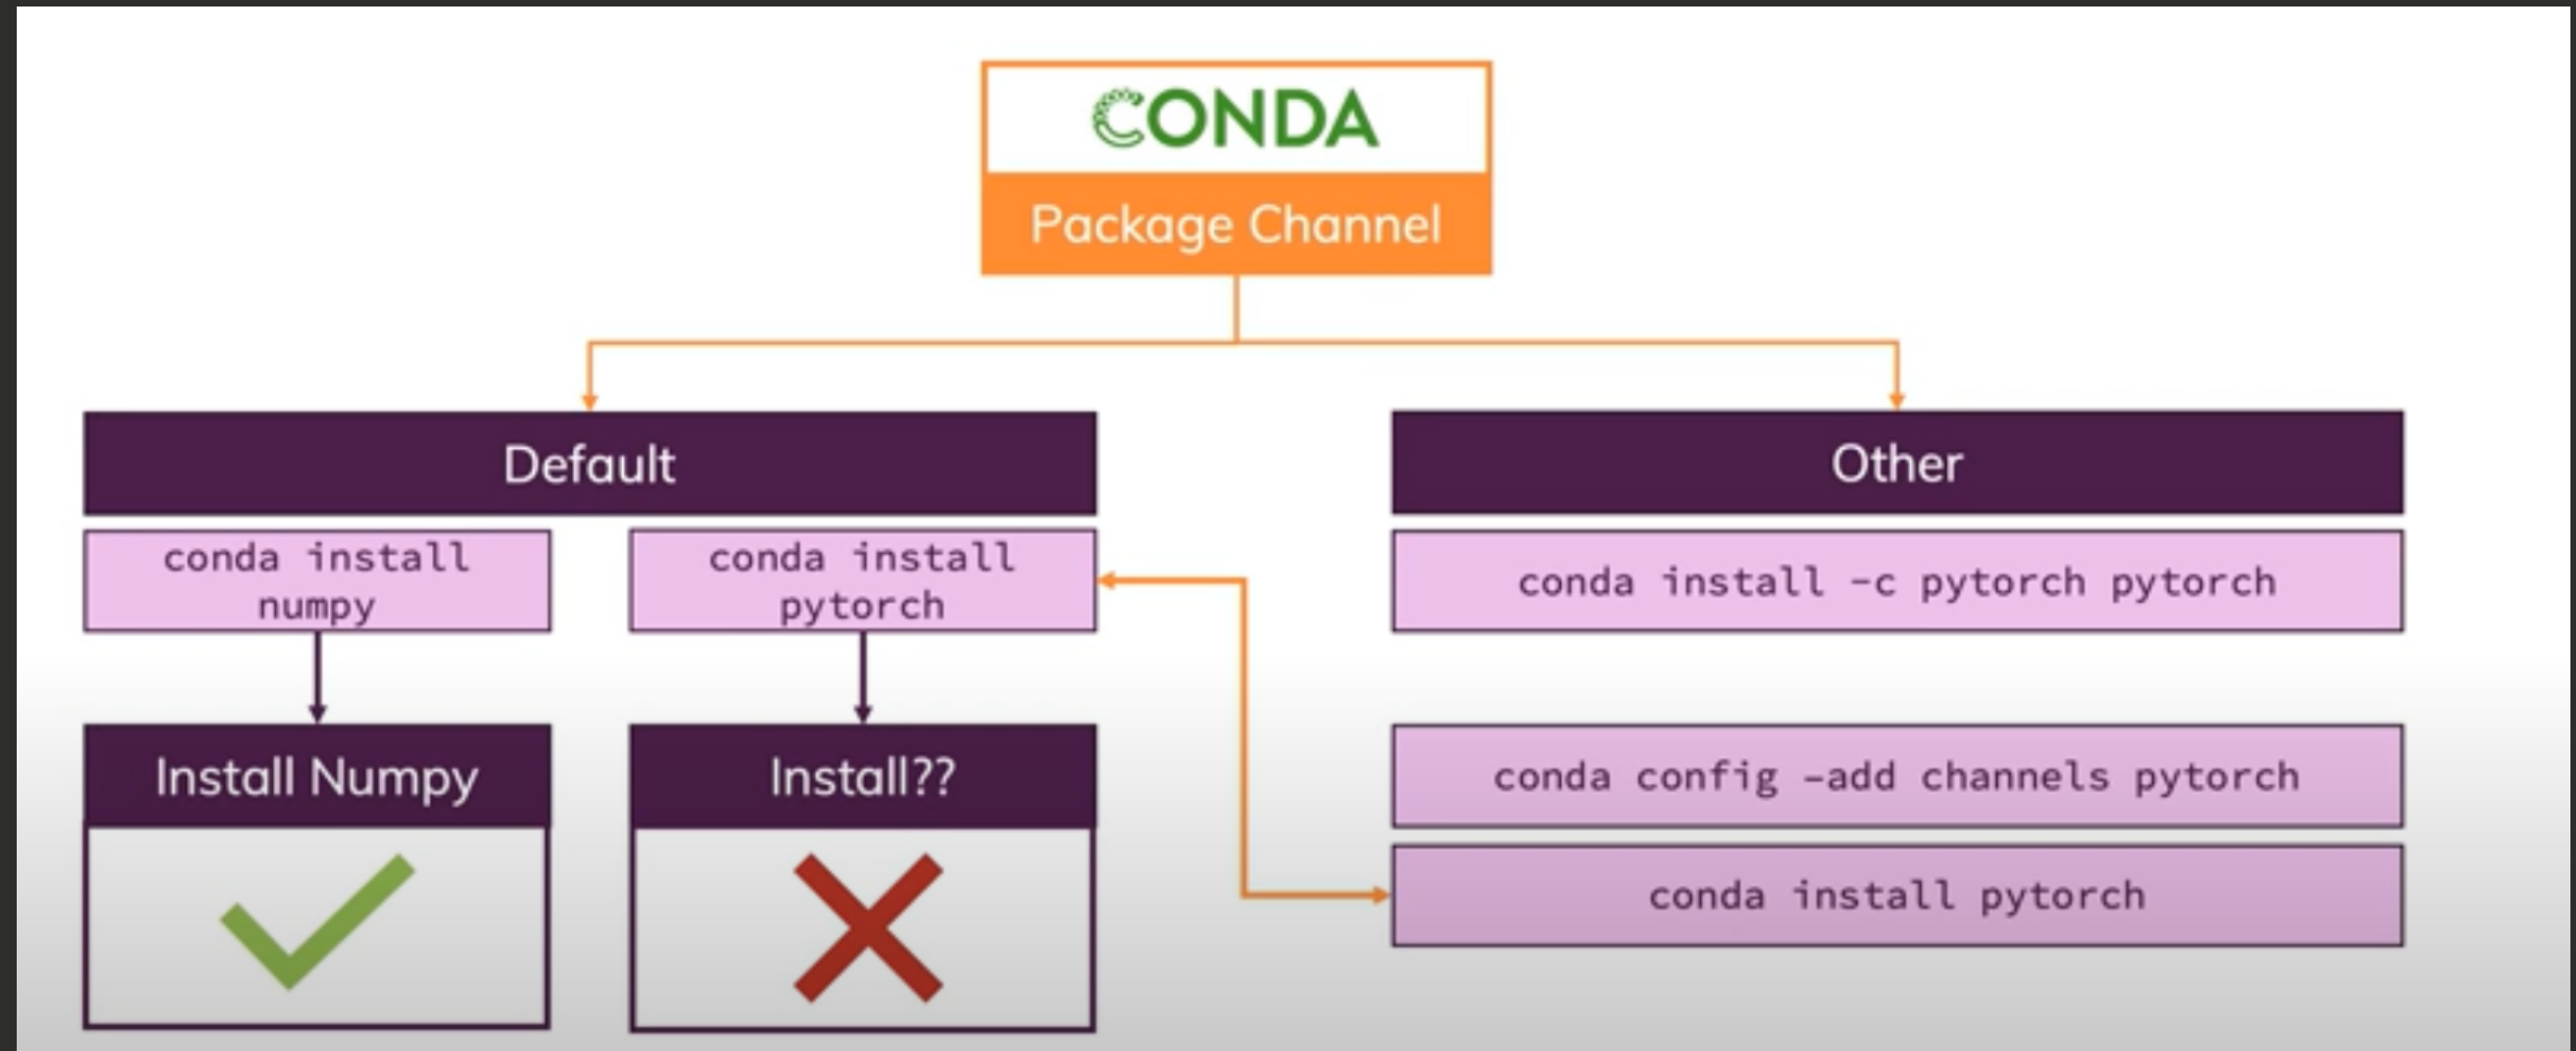 CONDA
Package Channel
Default
Other
conda install
numpy
conda install
pytorch
conda install -c pytorch pytorch
Install Numpy
Install??
conda config –add channels pytorch
conda install pytorch